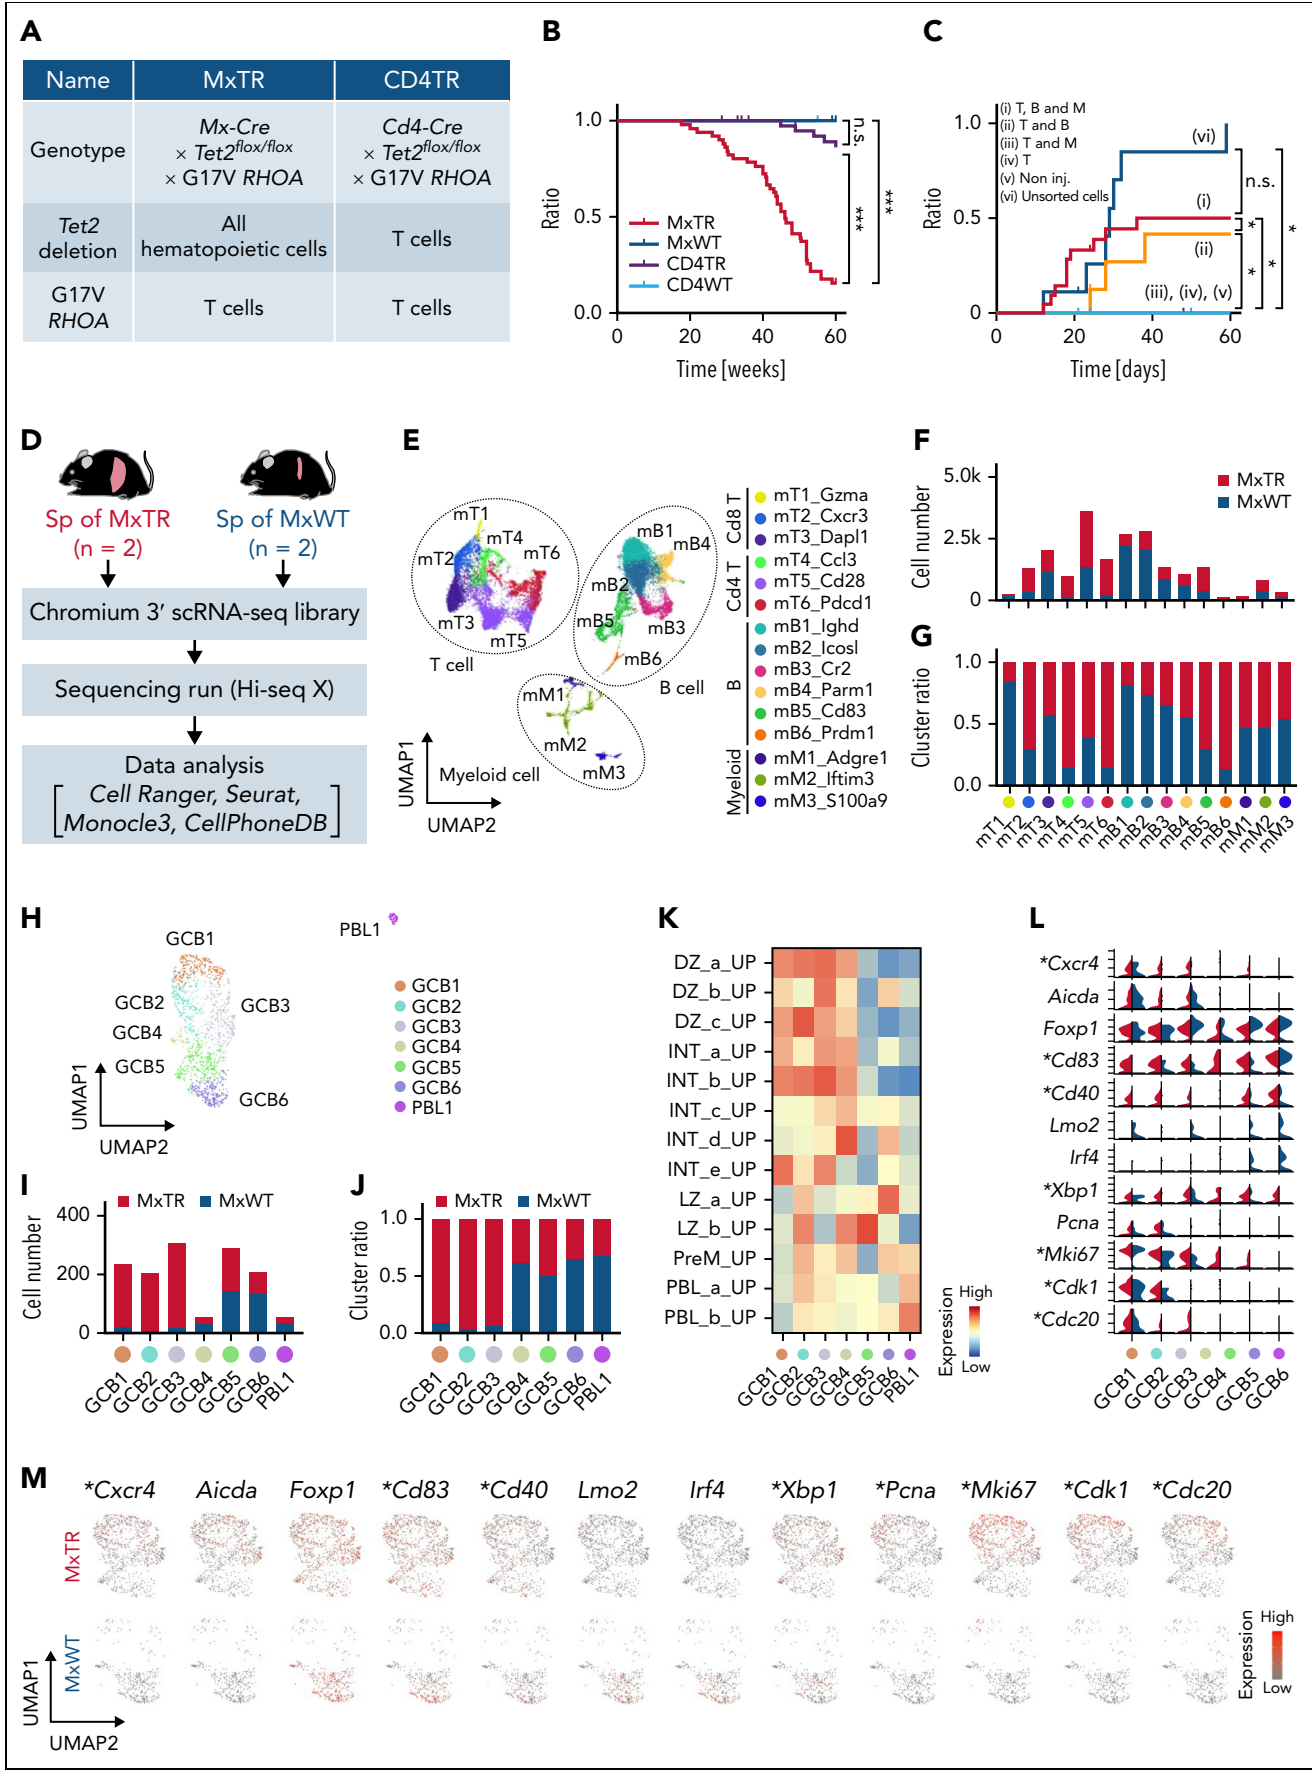 A
Name MxTR CD4TR
Genotype
Mx-Cre
× Tet2flox/flox
× G17V RHOA
Cd4-Cre
× Tet2flox/flox
× G17V RHOA
Tet2
deletion
All
hematopoietic cells
T cells
G17V
RHOA
T cells
T cells
B
Ratio
1.0
0.5
0.0
MxTR
MxWT
CD4TR
CD4WT
n.s.
***
***
0 20 40 60
Time [weeks]
C
Ratio
1.0
0.5
0
(i) T, B and M
(ii) T and B
(iii) T and M
(iv) T
(v) Non inj.
(vi) Unsorted cells
(vi)
(i)
(ii)
(iii), (iv), (v)
n.s.
*
*
*
*
0 20 40 60
Time [days]
D
Sp of MxTR
(n = 2)
Sp of MxWT
(n = 2)
Chromium 3′ scRNA-seq library
Sequencing run (Hi-seq X)
Data analysis
Cell Ranger, Seurat,
Monocle3, CellPhoneDB
E
mT1
mT2
mT4
mT6
mT3
mT5
T cell
mB1
mB4
mB2
mB5
mB3
mB6
B cell
mM1
mM2
mM3
Myeloid cell
UMAP1
UMAP2
Cd8 T
mT1_Gzma
mT2_Cxcr3
mT3_Dapl1
Cd4 T
mT4_Ccl3
mT5_Cd28
mT6_Pdcd1
B
mB1_Ighd
mB2_Icosl
mB3_Cr2
mB4_Parm1
mB5_Cd83
mB6_Prdm1
Myeloid
mM1_Adgre1
mM2_Iftim3
mM3_S100a9
F
Cell number
5.0k
2.5k
0
MxTR
MxWT
G
Cluster ratio
1.0
0.5
0.0
mT1 mT2 mT3 mT4 mT5 mT6 mB1 mB2 mB3 mB4 mB5 mB6 mM1 mM2 mM3
H
PBL1
GCB1
GCB2
GCB3
GCB4
GCB5
GCB6
UMAP1
UMAP2
GCB1
GCB2
GCB3
GCB4
GCB5
GCB6
PBL1
I
MxTR MxWT
Cell number
400
200
0
GCB1 GCB2 GCB3 GCB4 GCB5 GCB6 PBL1
J
MxTR MxWT
Cluster ratio
1.0
0.5
0.0
GCB1 GCB2 GCB3 GCB4 GCB5 GCB6 PBL1
K
DZ_a_UP
DZ_b_UP
DZ_c_UP
INT_a_UP
INT_b_UP
INT_c_UP
INT_d_UP
INT_e_UP
LZ_a_UP
LZ_b_UP
PreM_UP
PBL_a_UP
PBL_b_UP
GCB1 GCB2 GCB3 GCB4 GCB5 GCB6 PBL1
Expression
High
Low
L
*Cxcr4
Aicda
Foxp1
*Cd83
*Cd40
Lmo2
Irf4
*Xbp1
Pcna
*Mki67
*Cdk1
*Cdc20
GCB1 GCB2 GCB3 GCB4 GCB5 GCB6
M
*Cxcr4 Aicda Foxp1 *Cd83 *Cd40 Lmo2 Irf4 *Xbp1 *Pcna *Mki67 *Cdk1 *Cdc20
MxTR
MxWT
UMAP1
UMAP2
Expression
High
Low